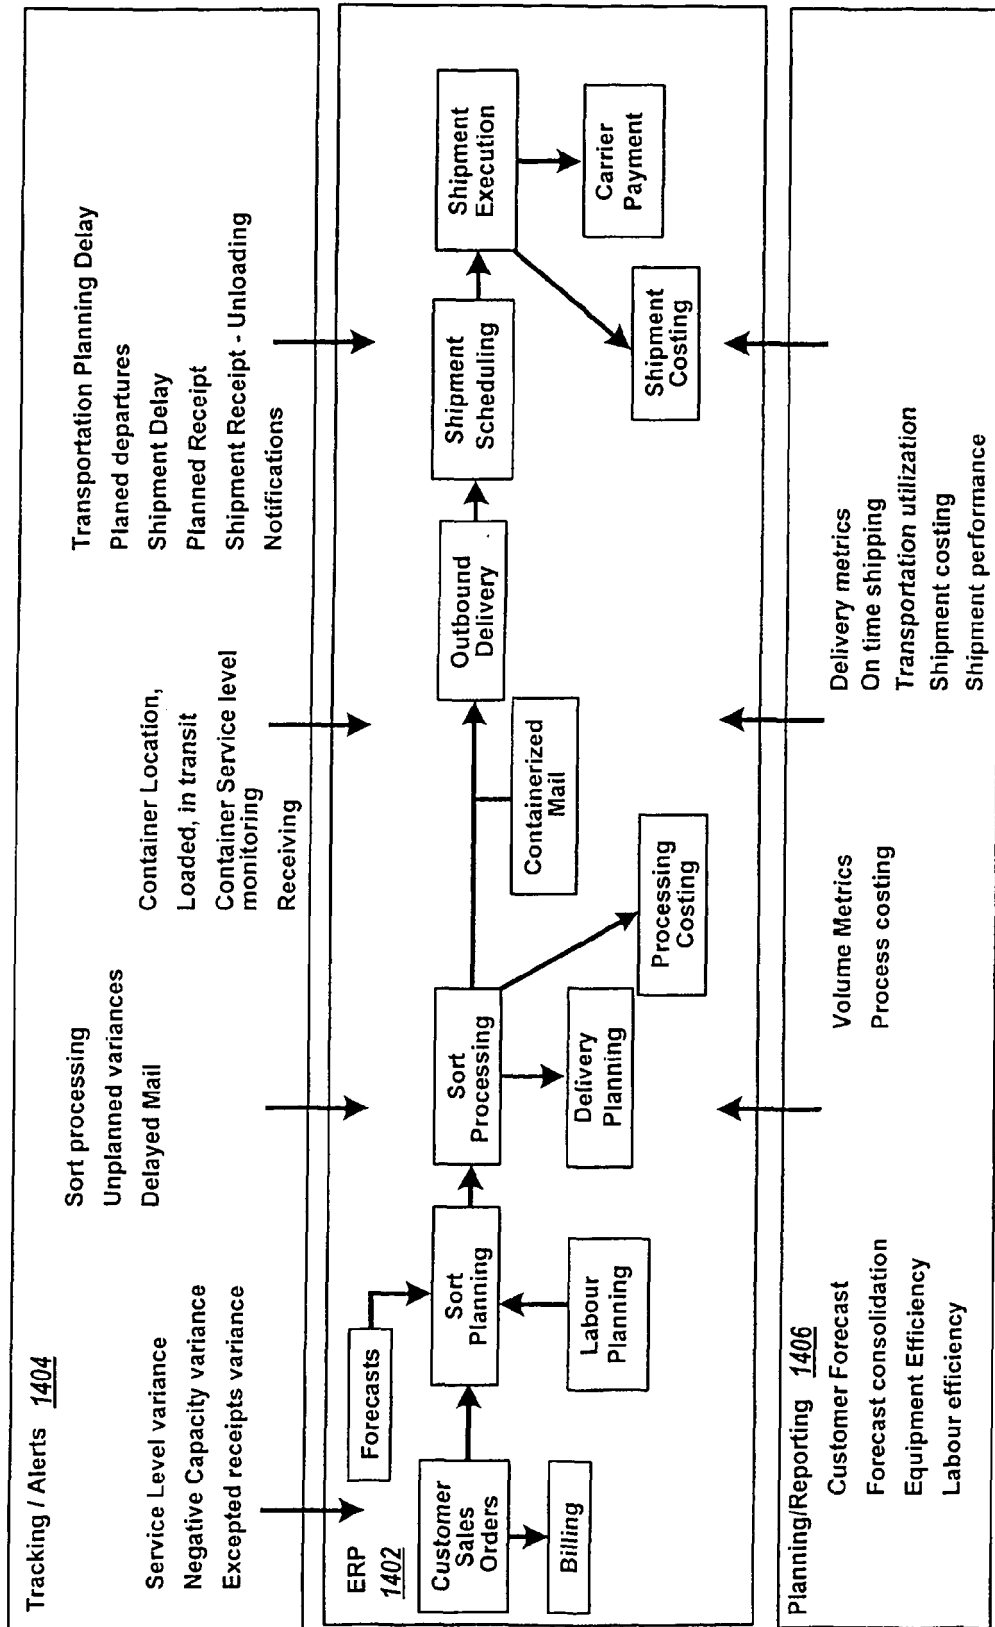 Tracking / Alerts 1404
Service Level variance
Negative Capacity variance
Excepted receipts variance
Sort processing
Unplanned variances
Delayed Mail
Container Location,
Loaded, in transit
Container Service level
monitoring
Receiving
Transportation Planning Delay
Planed departures
Shipment Delay
Planned Receipt
Shipment Receipt - Unloading
Notifications
ERP
1402
Customer
Sales
Orders
Billing
Forecasts
Sort
Planning
Labour
Planning
Sort
Processing
Delivery
Planning
Processing
Costing
Containerized
Mail
Outbound
Delivery
Shipment
Scheduling
Shipment
Execution
Shipment
Costing
Carrier
Payment
Planning/Reporting 1406
Customer Forecast
Forecast consolidation
Equipment Efficiency
Labour efficiency
Volume Metrics
Process costing
Delivery metrics
On time shipping
Transportation utilization
Shipment costing
Shipment performance